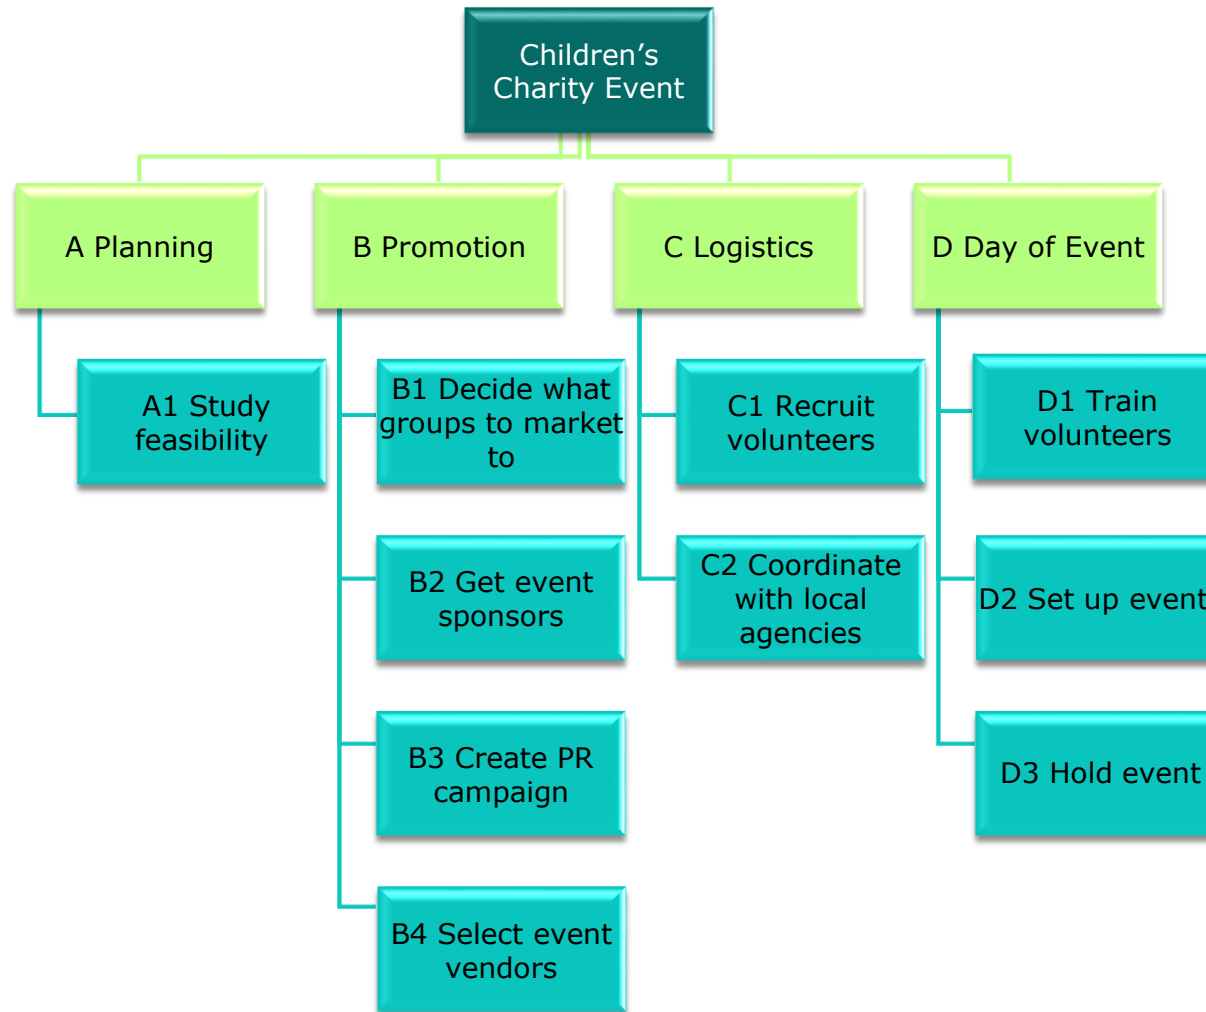 Children’s
Charity Event
A Planning
B Promotion
C Logistics
D Day of Event
A1 Study
feasibility
B1 Decide what
groups to market
to
C1 Recruit
volunteers
D1 Train
volunteers
B2 Get event
sponsors
C2 Coordinate
with local
agencies
D2 Set up event
B3 Create PR
campaign
D3 Hold event
B4 Select event
vendors